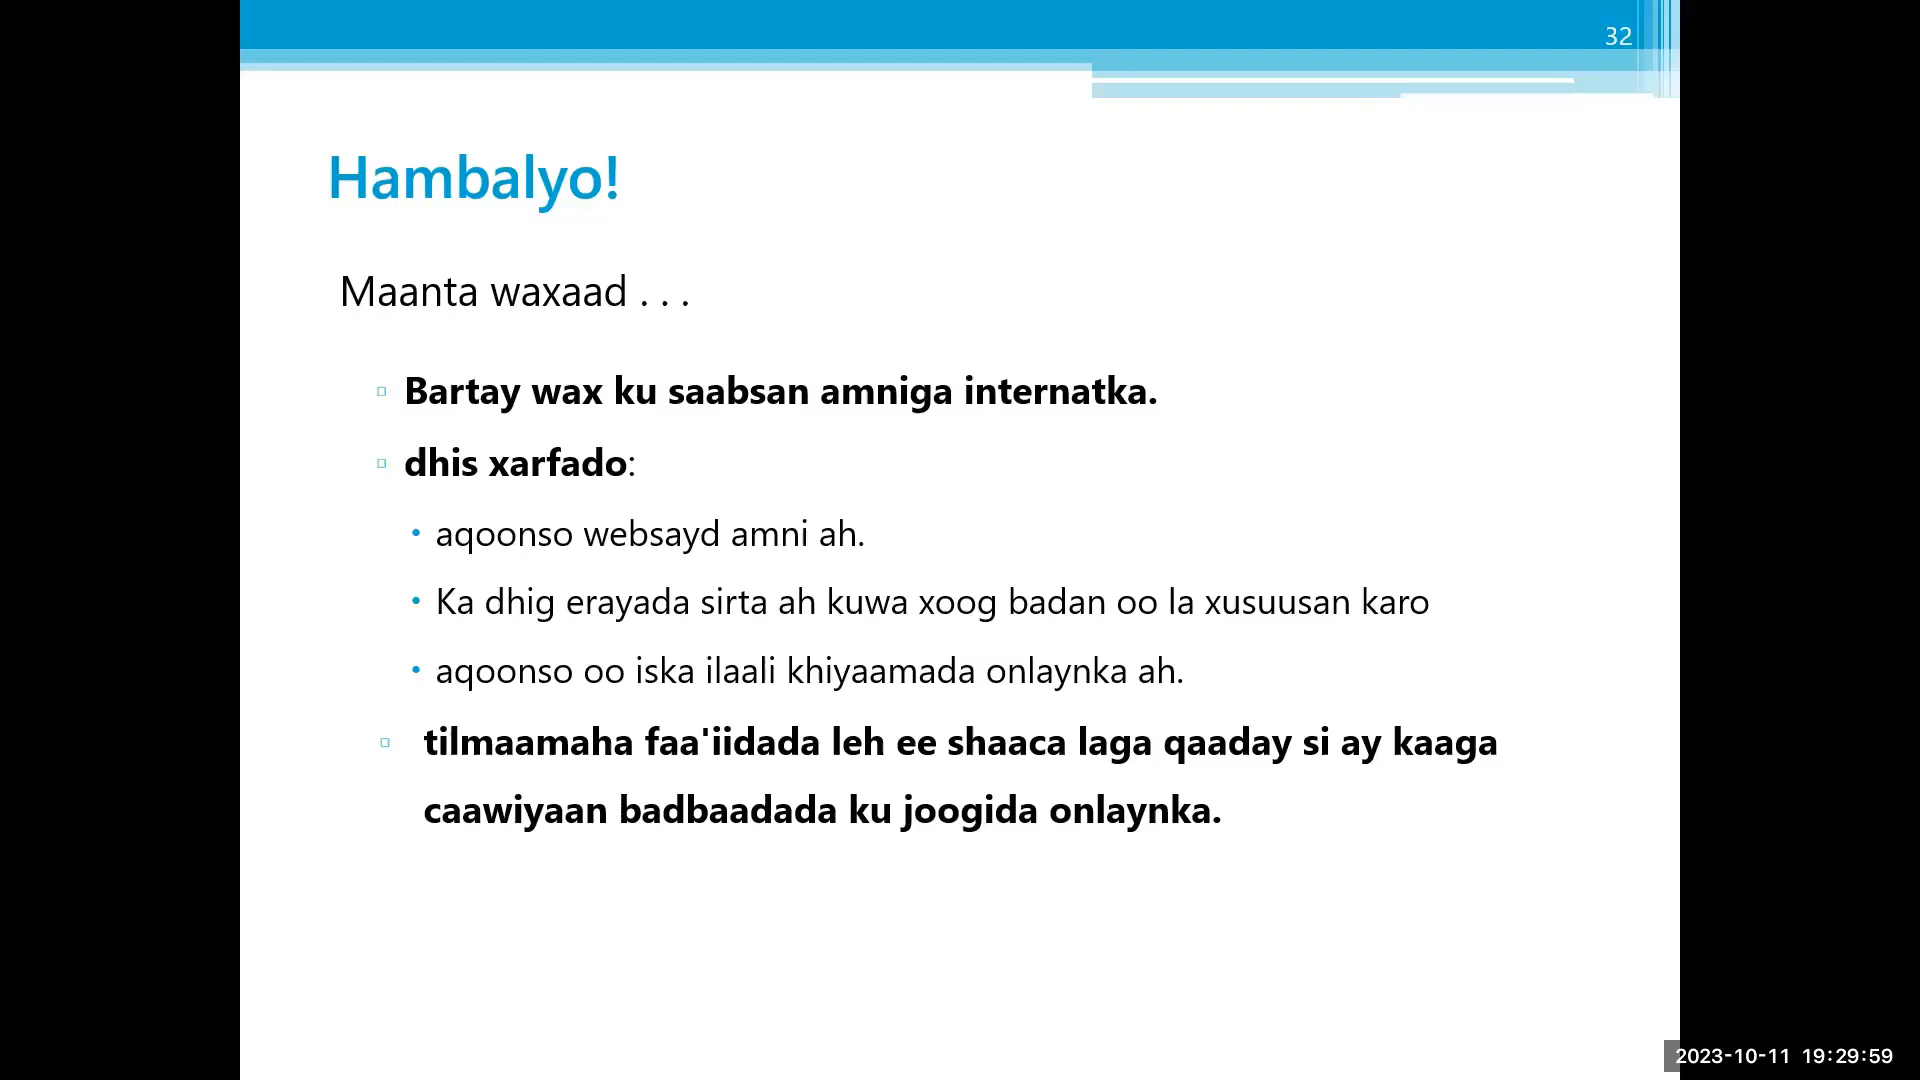 32
Hambalyo!
Maanta waxaad . . .
Bartay wax ku saabsan amniga internatka.
dhis xarfado:
aqoonso websayd amni ah.
Ka dhig erayada sirta ah kuwa xoog badan oo la xusuusan karo
aqoonso oo iska ilaali khiyaamada onlaynka ah.
tilmaamaha faa'iidada leh ee shaaca laga qaaday si ay kaaga
caawiyaan badbaadada ku joogida onlaynka.
2023-10-11 19:29:59